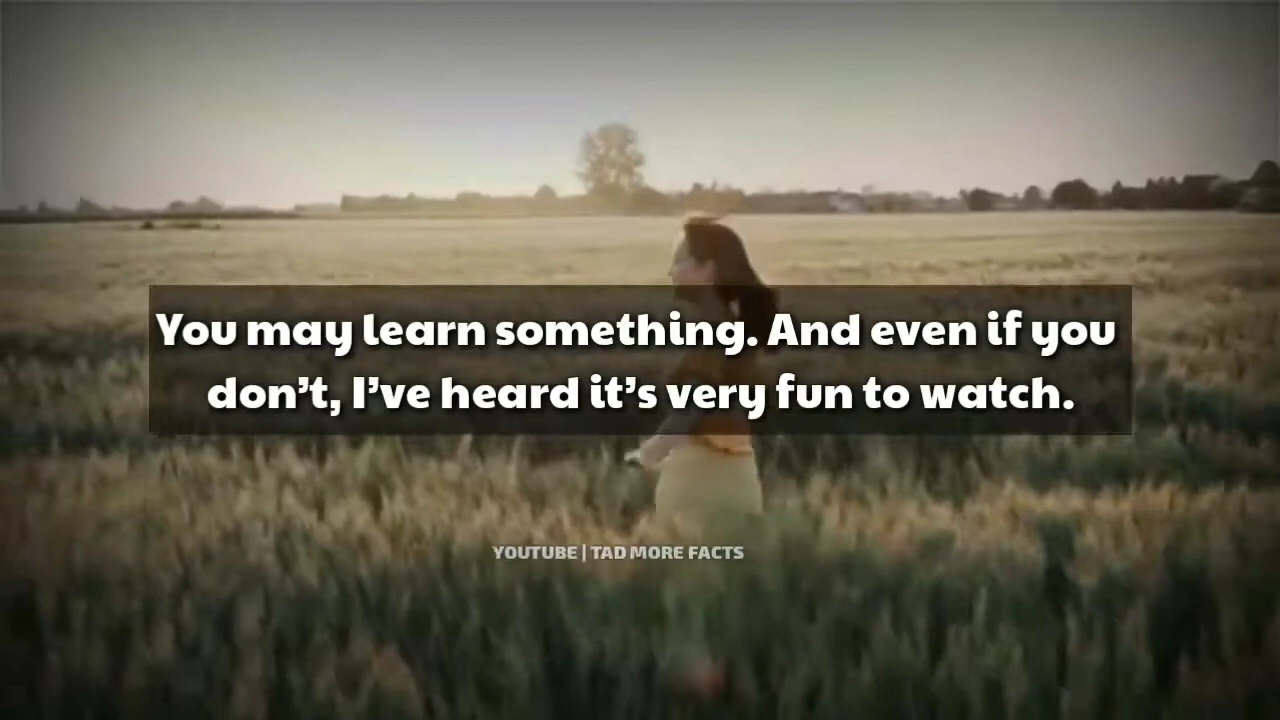 You may learn something. And even if you
don’t, I’ve heard it’s very fun to watch.
YOUTUBE | TAD MORE FACTS